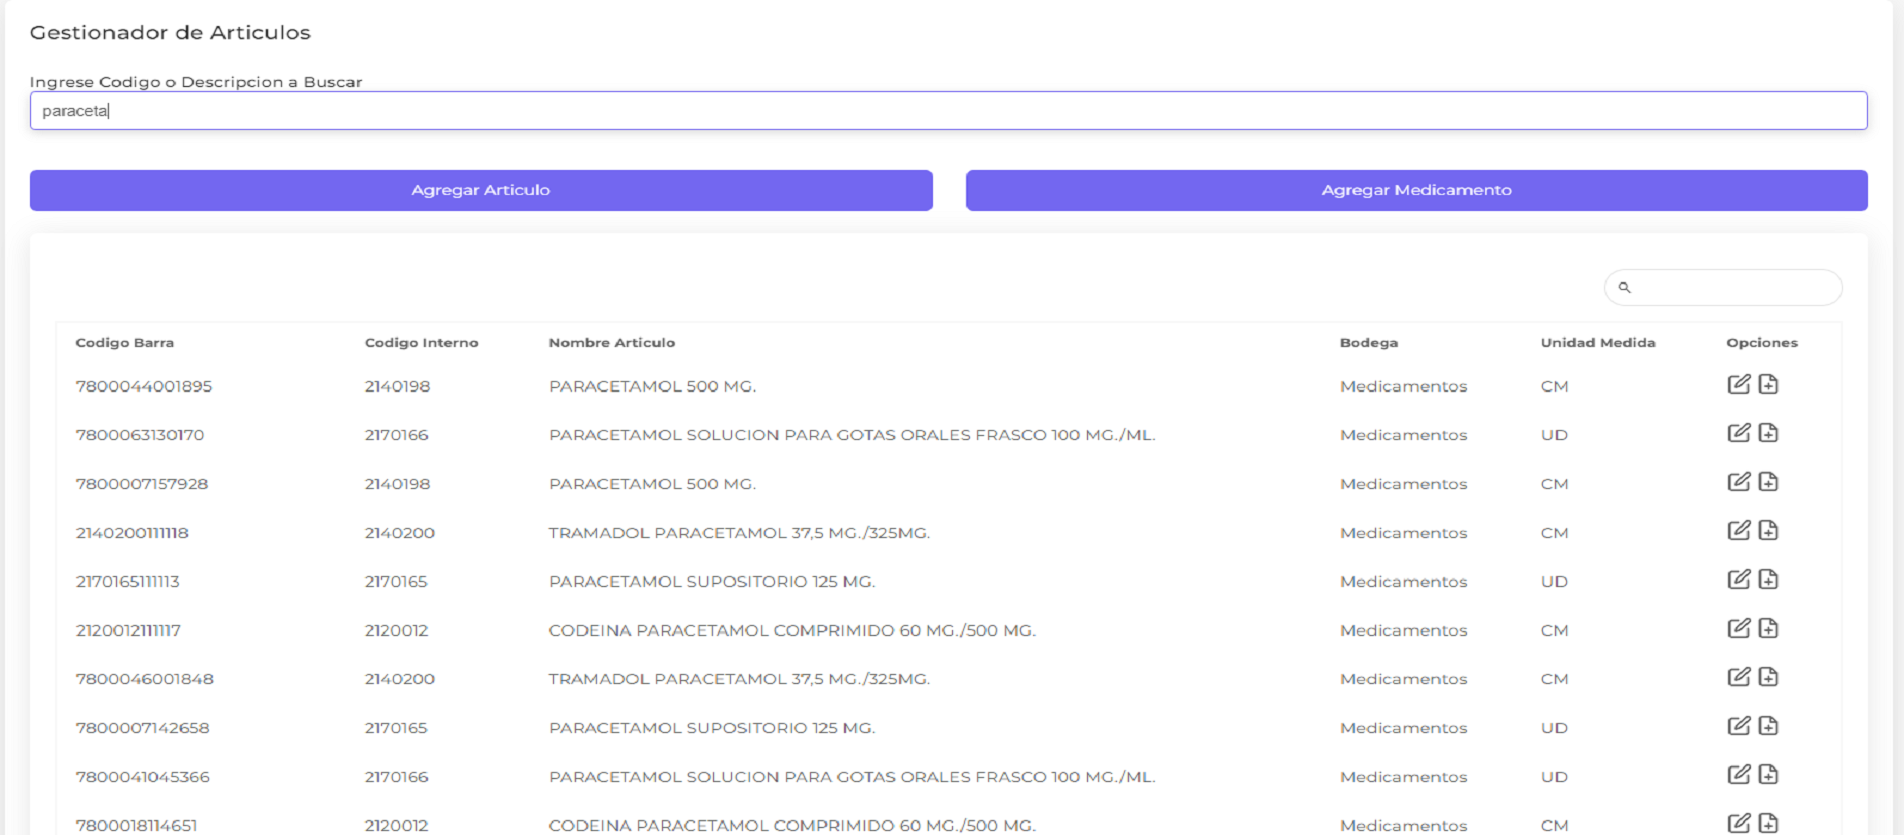 Gestionador de Articulos
Ingrese Codigo o Descripcion a Buscar
paraceta
Agregar Articulo Agregar Medicamento
Codigo Barra Codigo Interno Nombre Articulo Bodega Unidad Medida Opciones
7800044001895 2140198 PARACETAMOL 500 MG. Medicamentos CM
7800063130170 2170166 PARACETAMOL SOLUCION PARA GOTAS ORALES FRASCO 100 MG./ML. Medicamentos UD
7800007157928 2140198 PARACETAMOL 500 MG. Medicamentos CM
2140200111118 2140200 TRAMADOL PARACETAMOL 37,5 MG./325MG. Medicamentos CM
2170165111113 2170165 PARACETAMOL SUPOSITORIO 125 MG. Medicamentos UD
2120012111117 2120012 CODEINA PARACETAMOL COMPRIMIDO 60 MG./500 MG. Medicamentos CM
7800046001848 2140200 TRAMADOL PARACETAMOL 37,5 MG./325MG. Medicamentos CM
7800007142658 2170165 PARACETAMOL SUPOSITORIO 125 MG. Medicamentos UD
7800041045366 2170166 PARACETAMOL SOLUCION PARA GOTAS ORALES FRASCO 100 MG./ML. Medicamentos UD
7800018114651 2120012 CODEINA PARACETAMOL COMPRIMIDO 60 MG./500 MG. Medicamentos CM